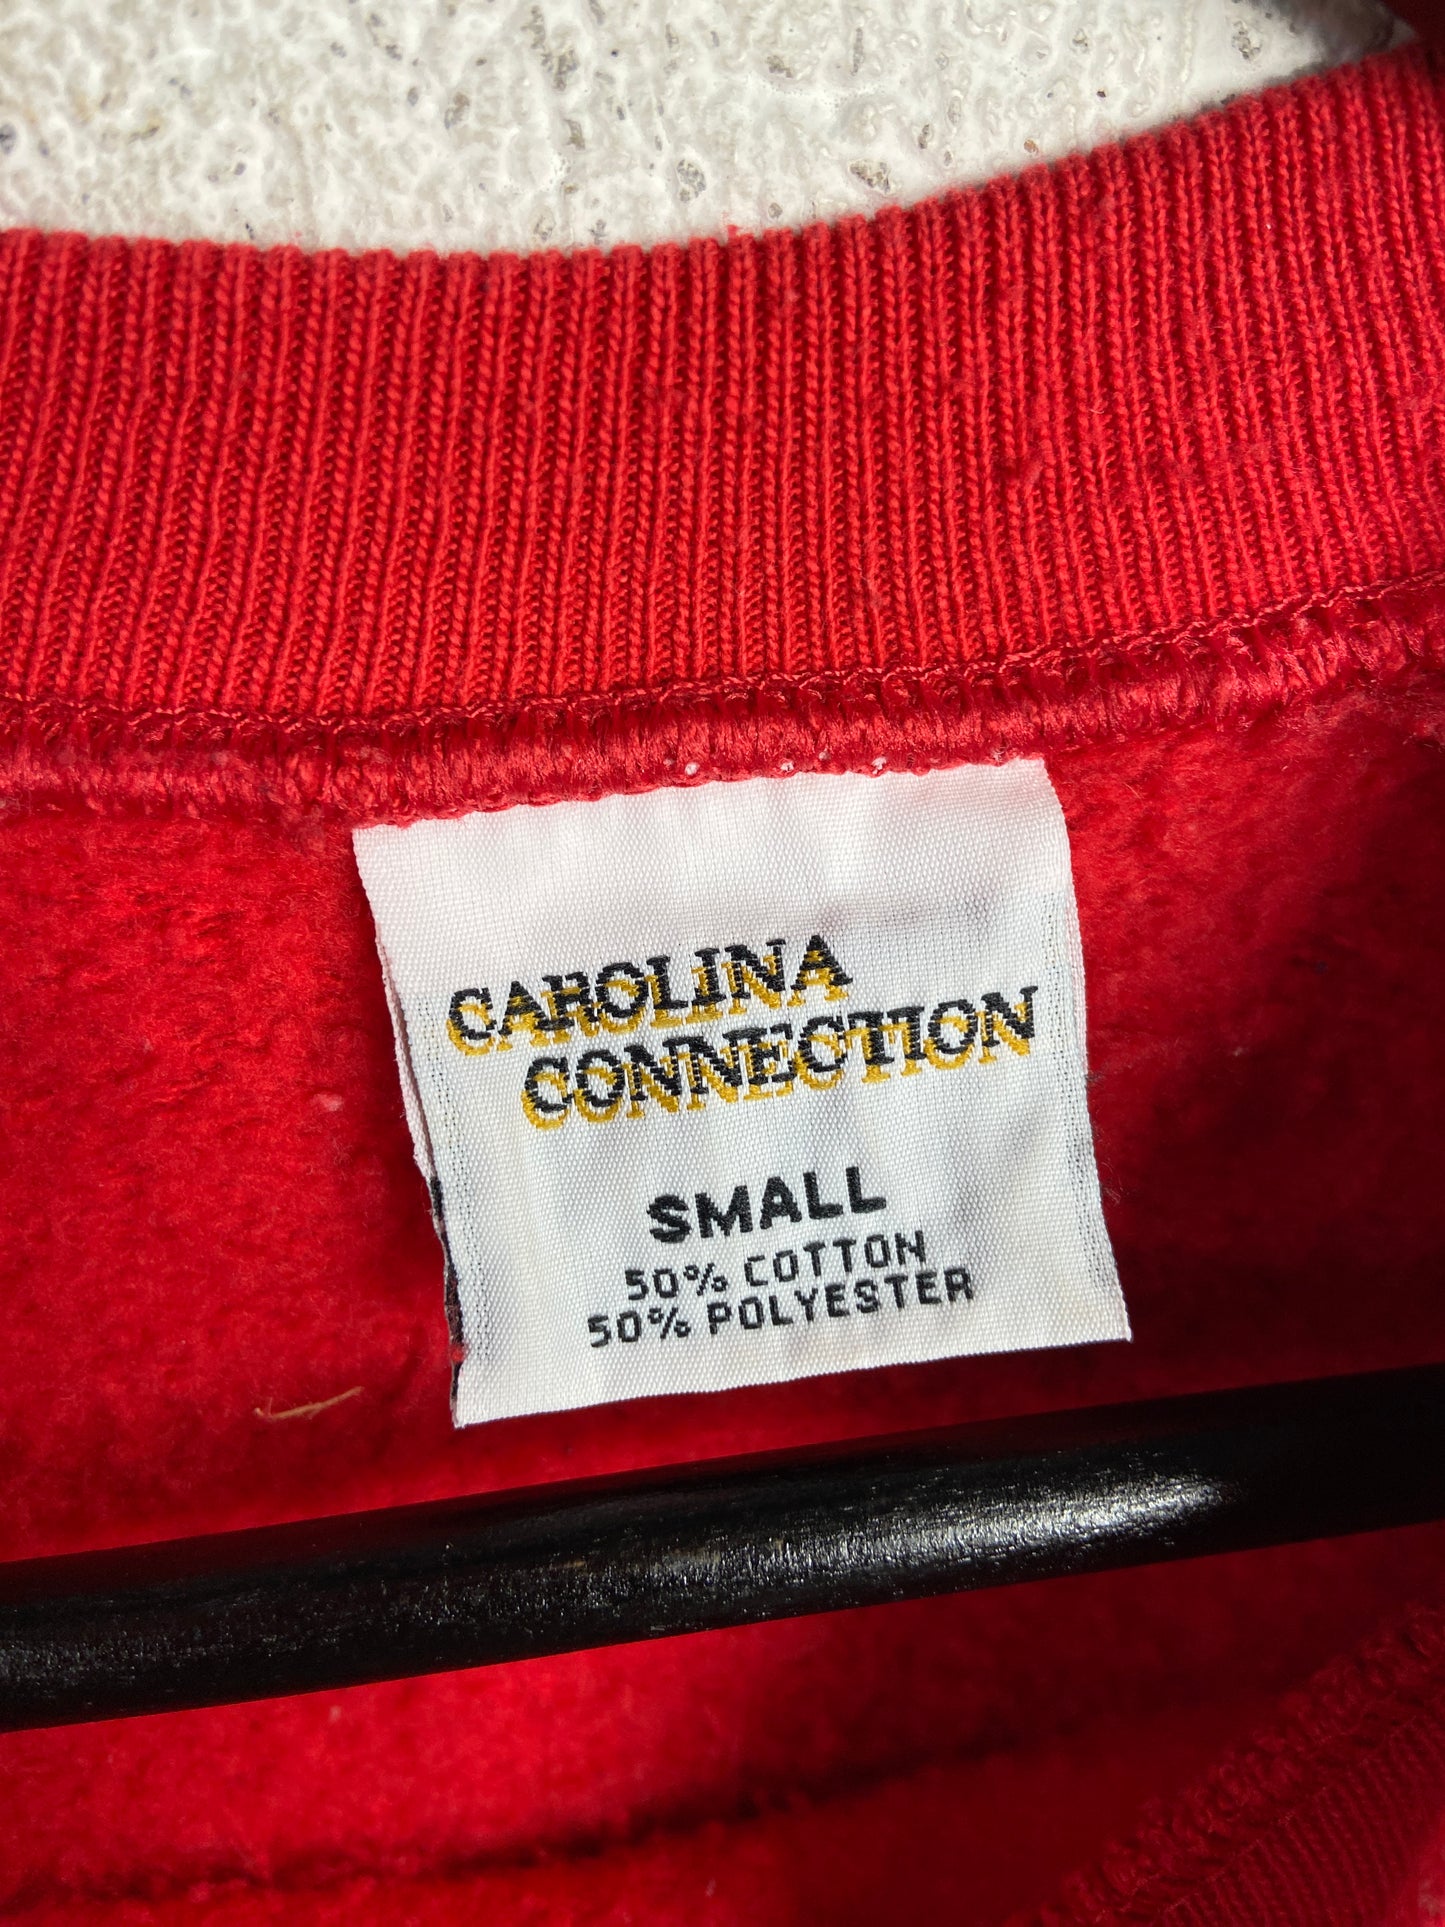 CAROLINA
CONNECTION
SMALL
50% COTTON
50% POLYESTER